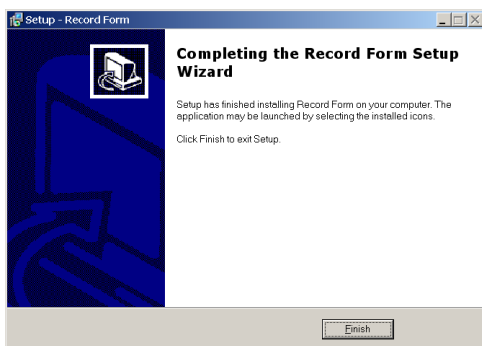 Setup - Record Form
Completing the Record Form Setup
Wizard
Setup has finished installing Record Form on your computer. The
application may be launched by selecting the installed icons.
Click Finish to exit Setup.
Finish